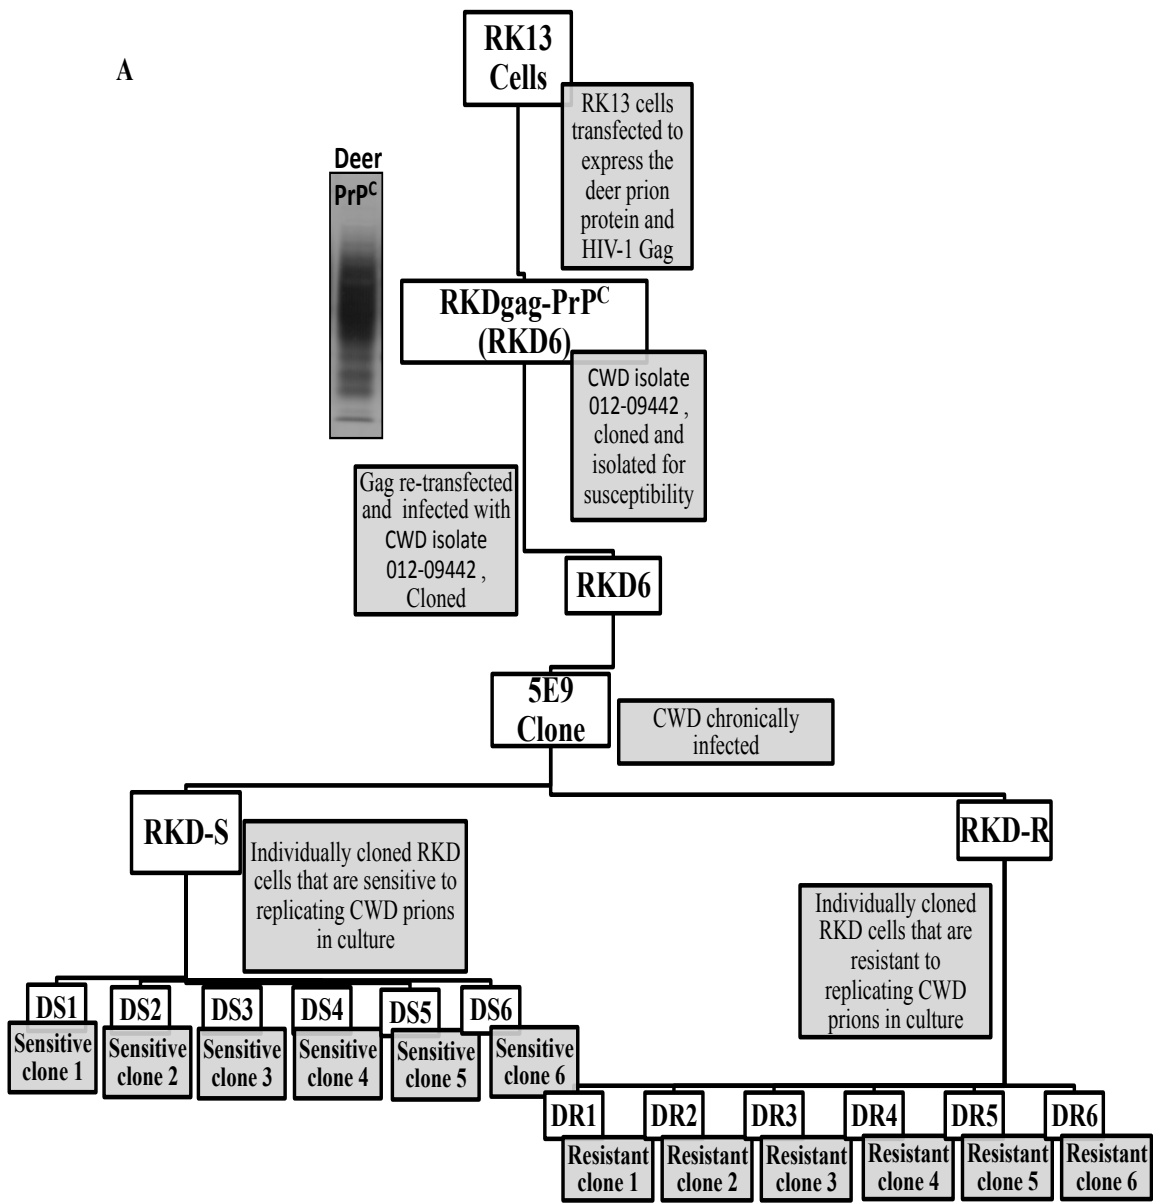 A
RK13
Cells
RK13 cells
transfected to
express the
deer prion
protein and
HIV-1 Gag
Deer
PrPC
RKDgag-PrPC
(RKD6)
CWD isolate
012-09442 ,
cloned and
isolated for
susceptibility
Gag re-transfected
and infected with
CWD isolate
012-09442 ,
Cloned
RKD6
5E9
Clone
CWD chronically
infected
RKD-S
Individually cloned RKD
cells that are sensitive to
replicating CWD prions
in culture
RKD-R
Individually cloned
RKD cells that are
resistant to
replicating CWD
prions in culture
DS1
Sensitive
clone 1
DS2
Sensitive
clone 2
DS3
Sensitive
clone 3
DS4
Sensitive
clone 4
DS5
Sensitive
clone 5
DS6
Sensitive
clone 6
DR1
Resistant
clone 1
DR2
Resistant
clone 2
DR3
Resistant
clone 3
DR4
Resistant
clone 4
DR5
Resistant
clone 5
DR6
Resistant
clone 6